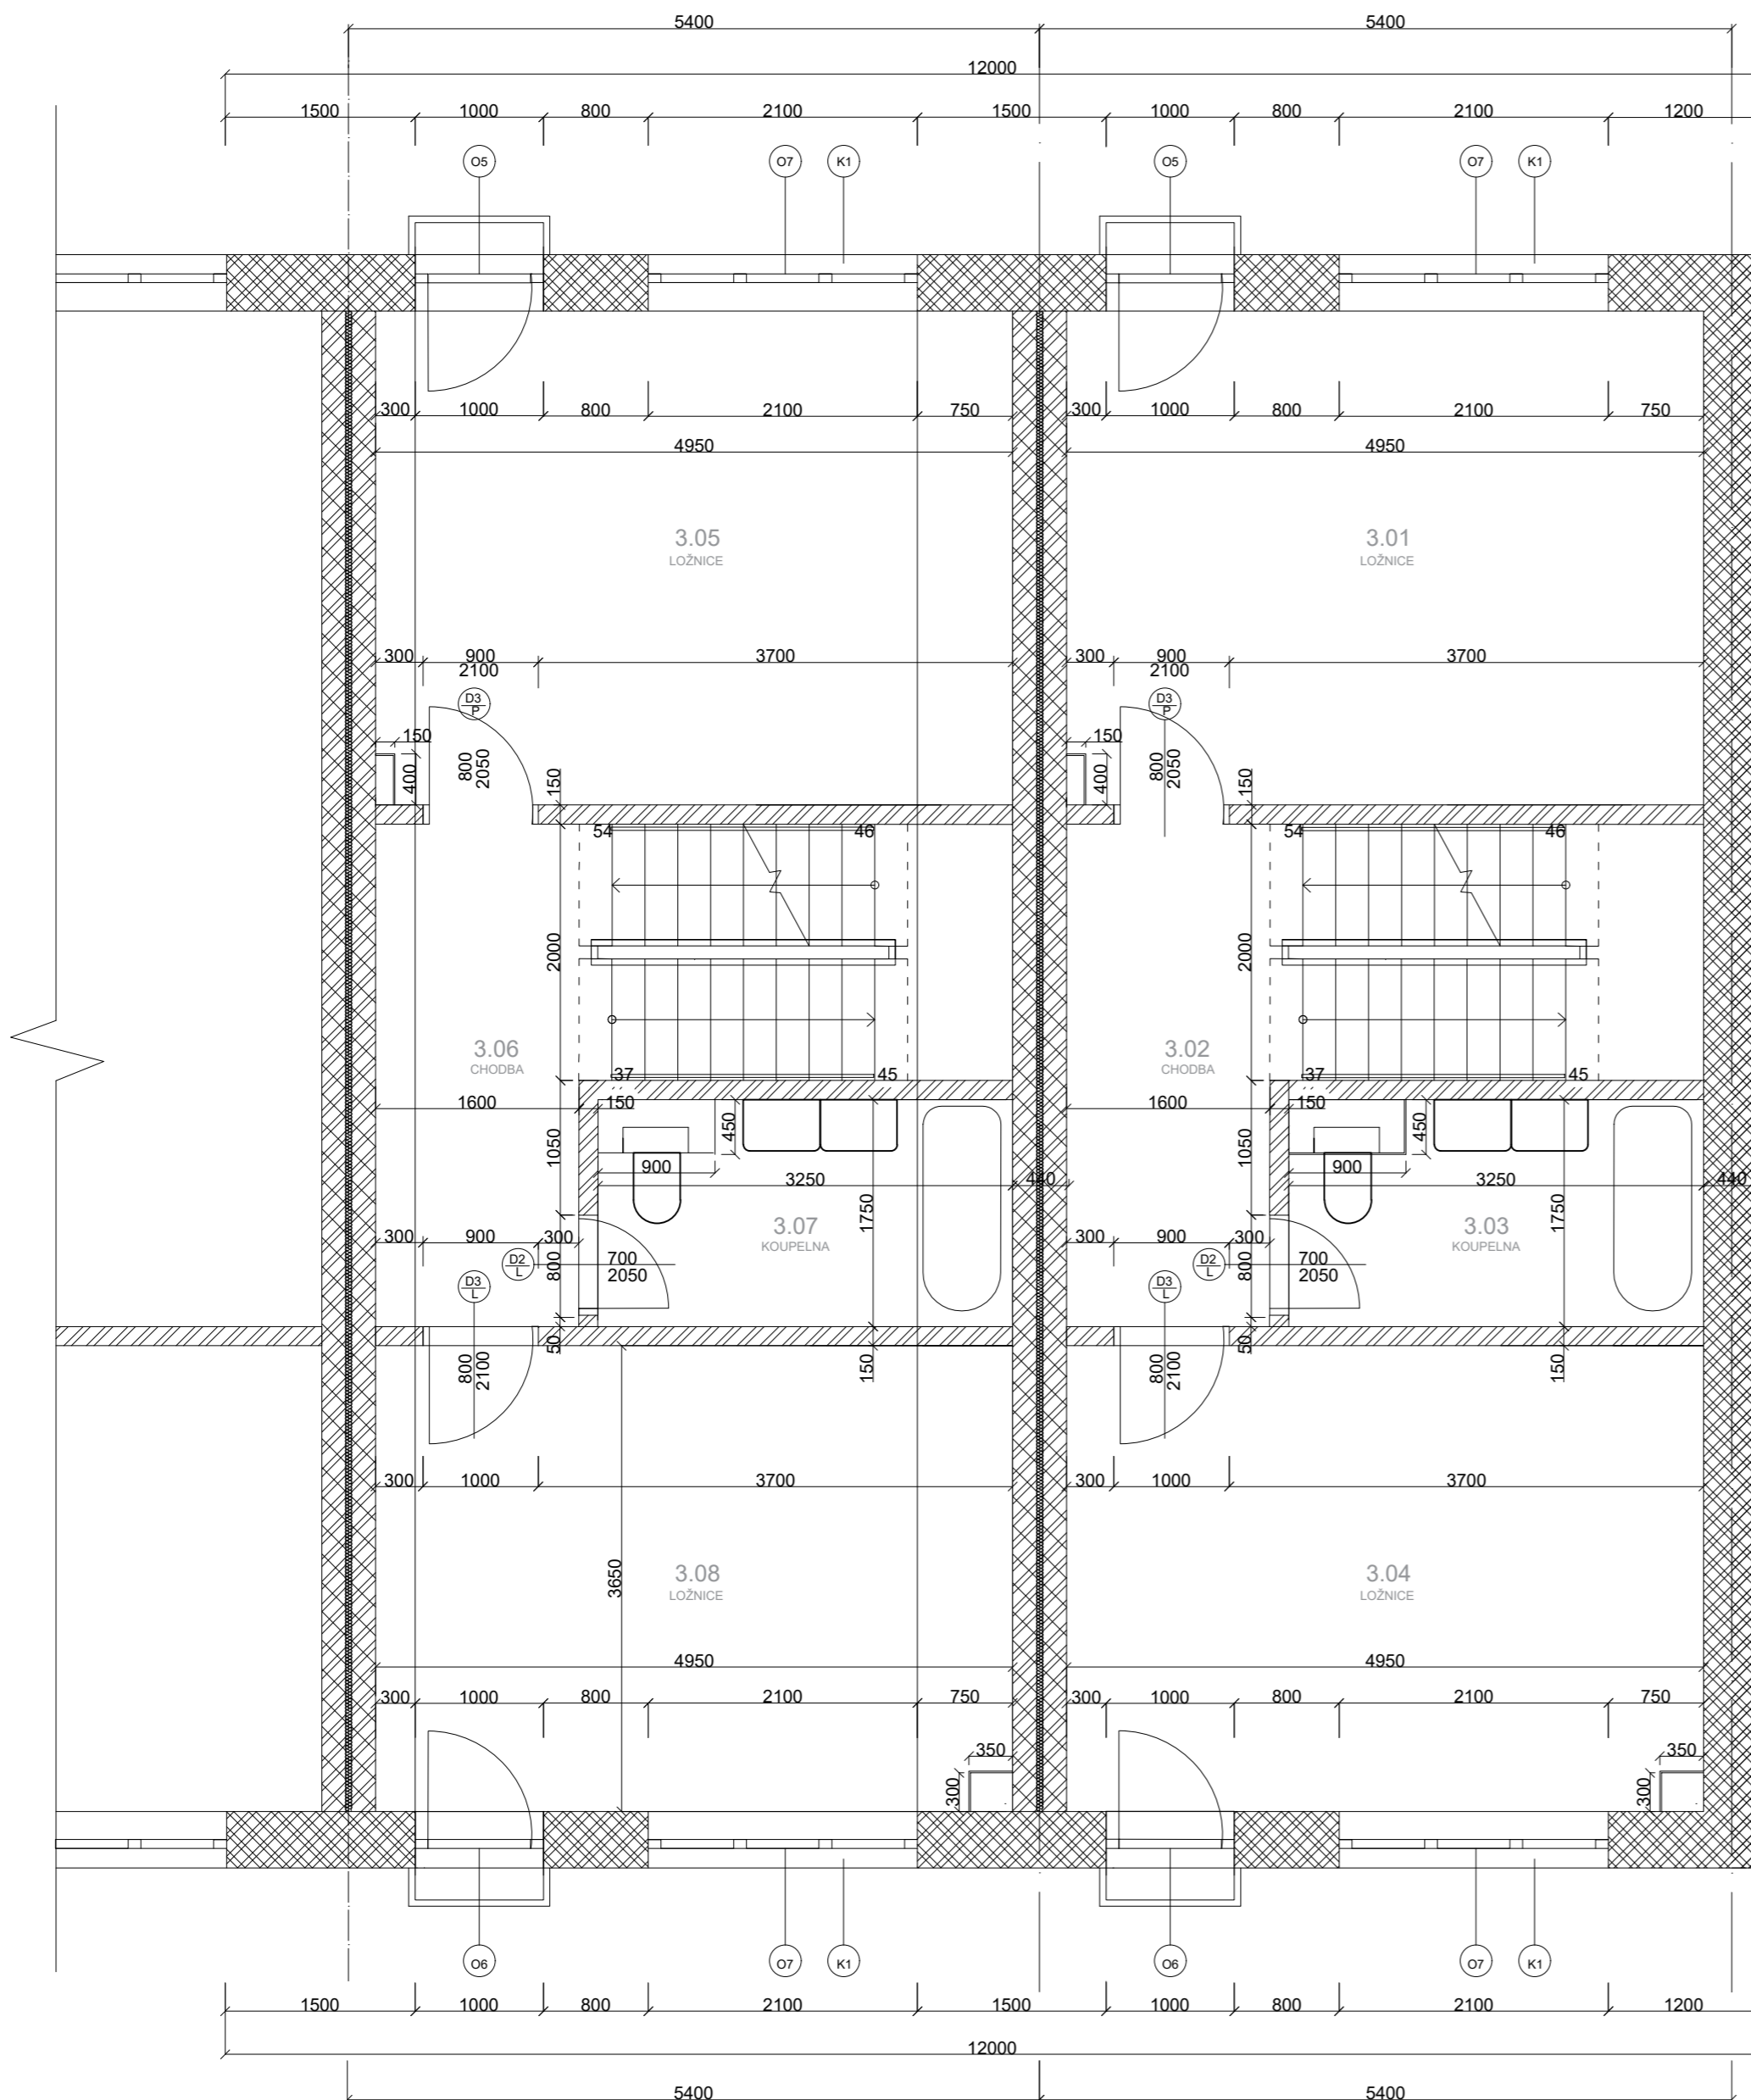 5400 5400
12000
1500 1000 800 2100 1500 1000 800 2100 1200
O5 O7 K1 O5 O7 K1
300 1000 800 2100 750 300 1000 800 2100 750
4950 4950
3.05 3.01
LOŽNICE LOŽNICE
300 900 3700 300 900 3700
2100 2100
D3 D3
P P
150 150
400 800 2050 150 400 800 2050 150
54 46 54 46
2000 2000
3.06 3.02
CHODBA CHODBA
37 45 37 45
1600 150 1600 150
1050 450 1050 450
900 900
3250 440 3250 440
1750 1750
3.07 3.03
KOUPELNA KOUPELNA
300 900 300 300 900 300
D2 700 D2 700
L 2050 L 2050
800 800
D3 D3
L L
50 50
800 2100 150 800 2100 150
300 1000 3700 300 1000 3700
3650
3.08 3.04
LOŽNICE LOŽNICE
4950 4950
300 1000 800 2100 750 300 1000 800 2100 750
350 350
300 300
O6 O7 K1 O6 O7 K1
1500 1000 800 2100 1500 1000 800 2100 1200
12000
5400 5400